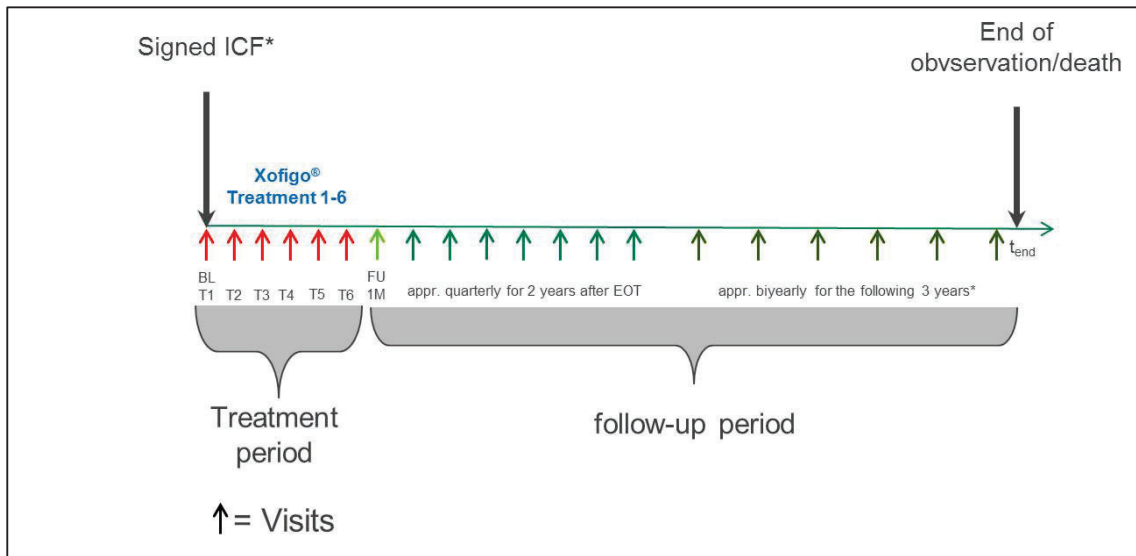 Signed ICF*
End of
obvservation/death
Xofigo®
Treatment 1-6
BL
T1
T2
T3
T4
T5
T6
FU
1M
appr. quarterly for 2 years after EOT
appr. biyearly for the following 3 years*
tend
Treatment
period
follow-up period
= Visits